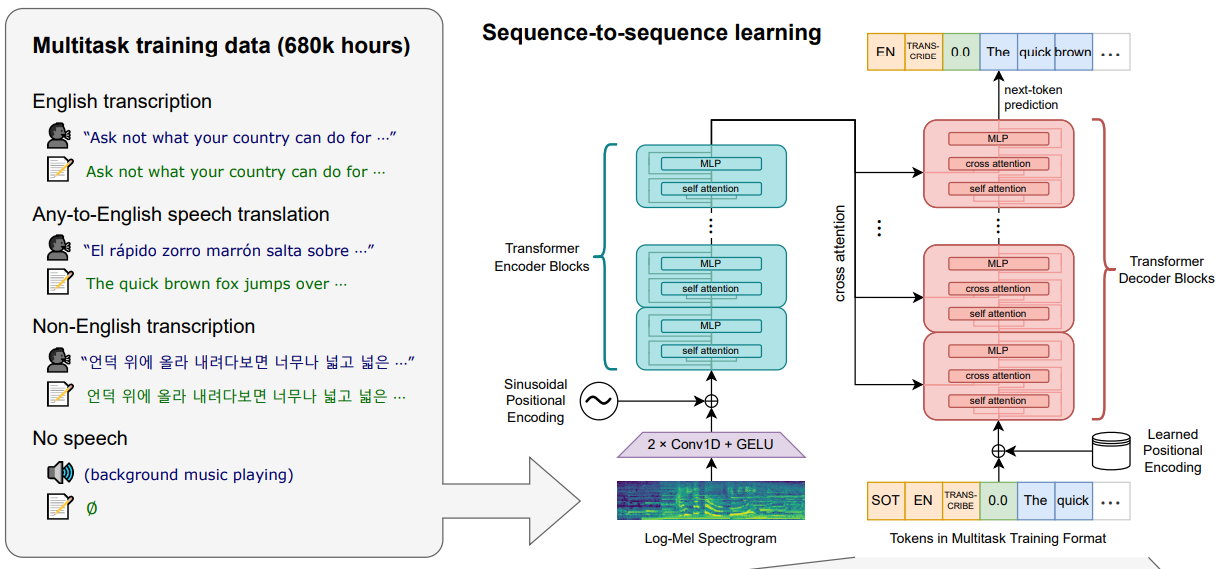 Multitask training data (680k hours)
English transcription
“Ask not what your country can do for ⋯”
Ask not what your country can do for ⋯
Any-to-English speech translation
“El rápido zorro marrón salta sobre ⋯”
The quick brown fox jumps over ⋯
Non-English transcription
“언덕 위에 올라 내려다보면 너무나 넓고 넓은 ⋯”
언덕 위에 올라 내려다보면 너무나 넓고 넓은 ⋯
No speech
(background music playing)
∅
Sequence-to-sequence learning
EN TRANS-
CRIBE 0.0 The quick brown ⋯
next-token
prediction
MLP
self attention
⋮
MLP
self attention
MLP
self attention
Transformer
Encoder Blocks
Sinusoidal
Positional
Encoding
2 × Conv1D + GELU
Log-Mel Spectrogram
cross attention
⋮
MLP
cross attention
self attention
⋮
MLP
cross attention
self attention
MLP
cross attention
self attention
Transformer
Decoder Blocks
Learned
Positional
Encoding
SOT EN TRANS-
CRIBE 0.0 The quick ⋯
Tokens in Multitask Training Format